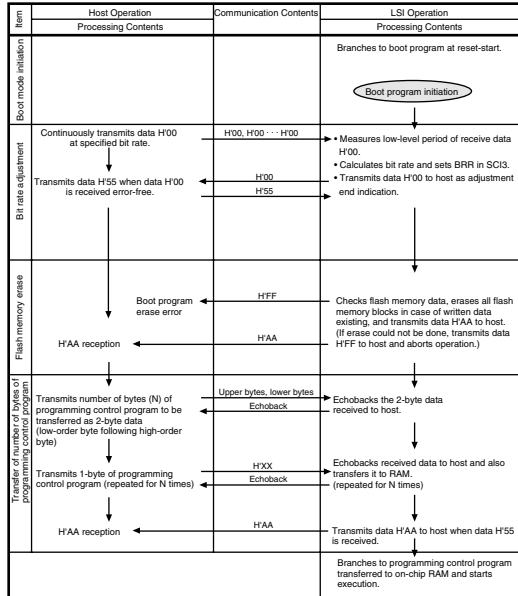 Item
Host Operation
Communication Contents
LSI Operation
Processing Contents
Processing Contents
Boot mode initiation
Branches to boot program at reset-start.
Boot program initiation
Bit rate adjustment
Continuously transmits data H'00
at specified bit rate.
H'00, H'00 · · · H'00
• Measures low-level period of receive data
H'00.
• Calculates bit rate and sets BRR in SCI3.
• Transmits data H'00 to host as adjustment
end indication.
H'00
Transmits data H'55 when data H'00
is received error-free.
H'55
Flash memory erase
Boot program
erase error
H'FF
Checks flash memory data, erases all flash
memory blocks in case of written data
existing, and transmits data H'AA to host.
(If erase could not be done, transmits data
H'FF to host and aborts operation.)
H'AA reception
H'AA
Transfer of number of bytes of
programming control program
Transmits number of bytes (N) of
programming control program to be
transferred as 2-byte data
(low-order byte following high-order
byte)
Upper bytes, lower bytes
Echoback
Echobacks the 2-byte data
received to host.
Transmits 1-byte of programming
control program (repeated for N times)
H'XX
Echoback
Echobacks received data to host and also
transfers it to RAM.
(repeated for N times)
H'AA reception
H'AA
Transmits data H'AA to host when data H'55
is received.
Branches to programming control program
transferred to on-chip RAM and starts
execution.